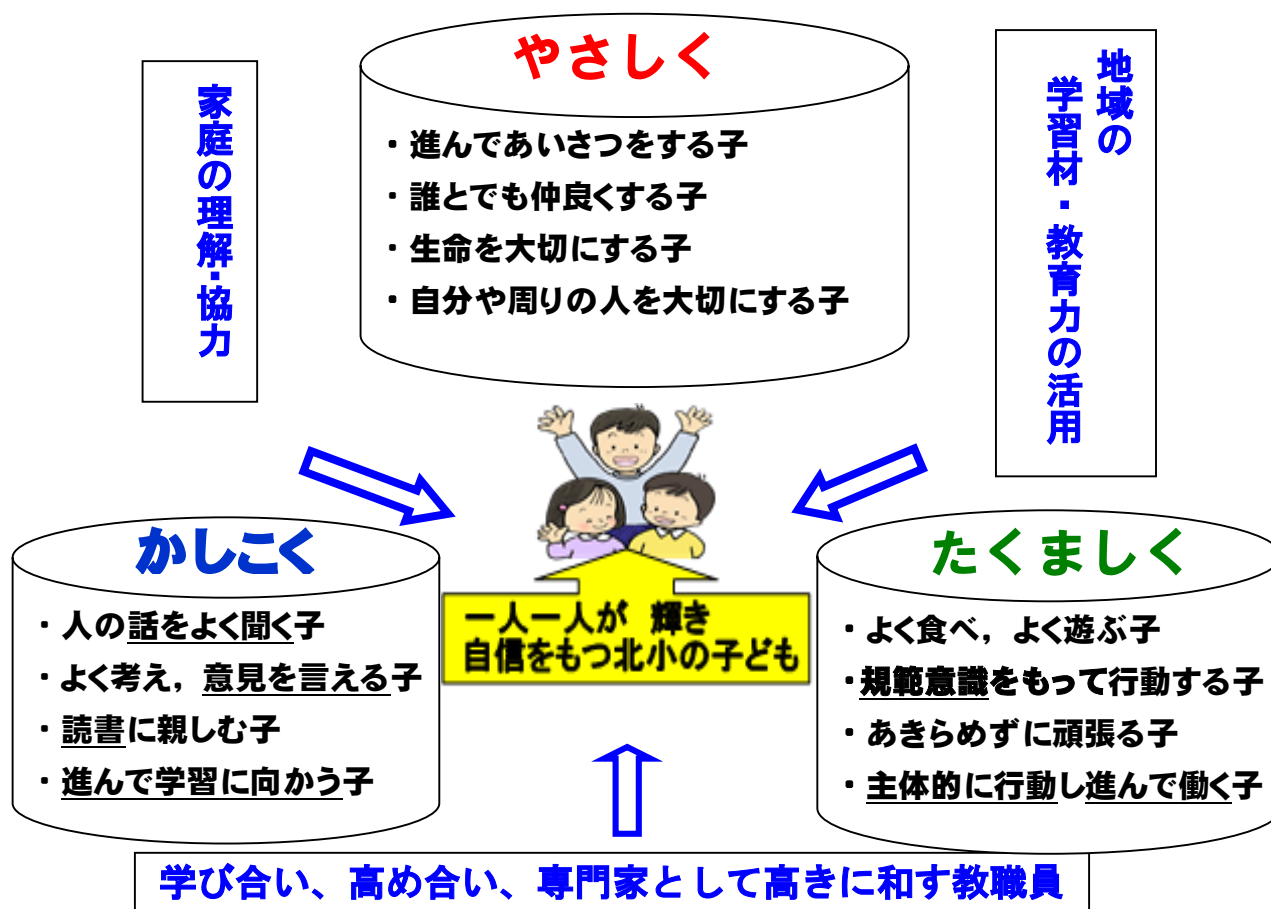 やさしく
・進んであいさつをする子
・誰とでも仲良くする子
・生命を大切にする子
・自分や周りの人を大切にする子
家庭の理解・協力
地域の
学習材・教育力の活用
かしこく
・人の話をよく聞く子
・よく考え，意見を言える子
・読書に親しむ子
・進んで学習に向かう子
一人一人が 輝き
自信をもつ北小の子ども
たくましく
・よく食べ，よく遊ぶ子
・規範意識をもって行動する子
・あきらめずに頑張る子
・主体的に行動し進んで働く子
学び合い、高め合い、専門家として高きに和す教職員